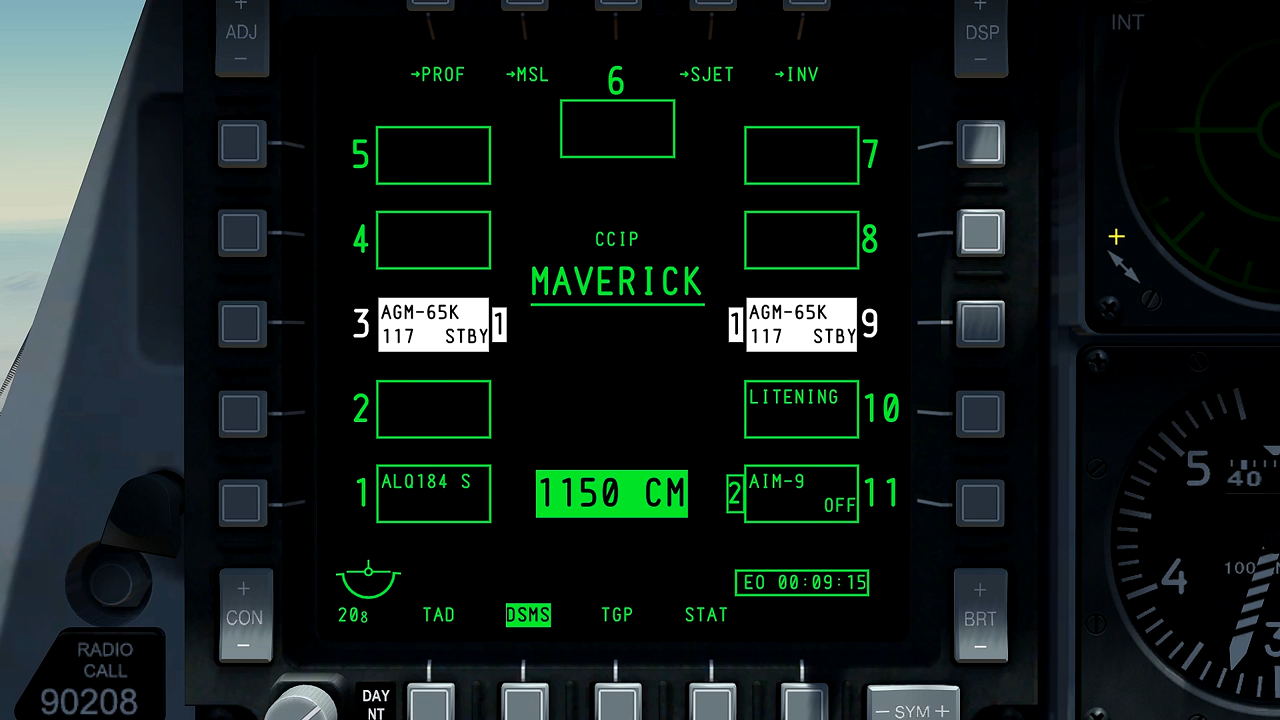 +
ADJ
−
+
DSP
−
INT
→PROF
→MSL
6
→SJET
→INV
5
7
4
8
CCIP
MAVERICK
3
AGM-65K
117 STBY
1
1
AGM-65K
117 STBY
9
2
LITENING
10
1
ALQ184 S
1150 CM
2
AIM-9
OFF
11
EO 00:09:15
208
TAD
DSMS
TGP
STAT
+
CON
−
+
BRT
−
RADIO
CALL
90208
DAY
NT
− SYM +
5
40
4
100
3